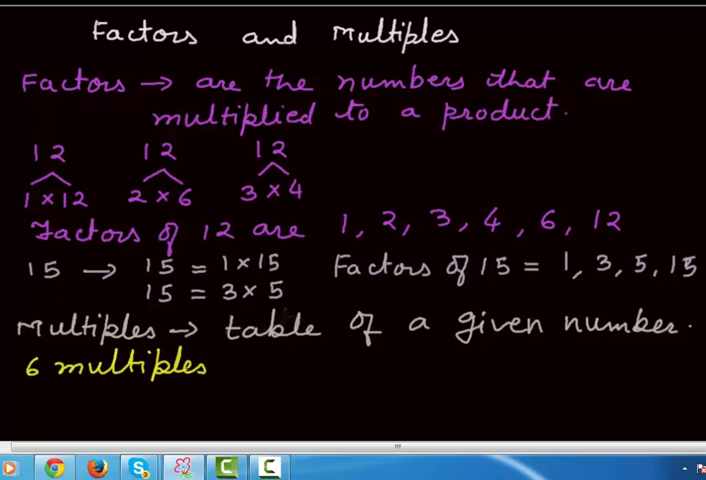 Factors and Multiples
Factors → are the numbers that are
multiplied to a product.
12 12 12
1 × 12 2 × 6 3 × 4
Factors of 12 are 1, 2, 3, 4, 6, 12
15 → 15 = 1 × 15 Factors of 15 = 1, 3, 5, 15
15 = 3 × 5
Multiples → table of a given number.
6 multiples